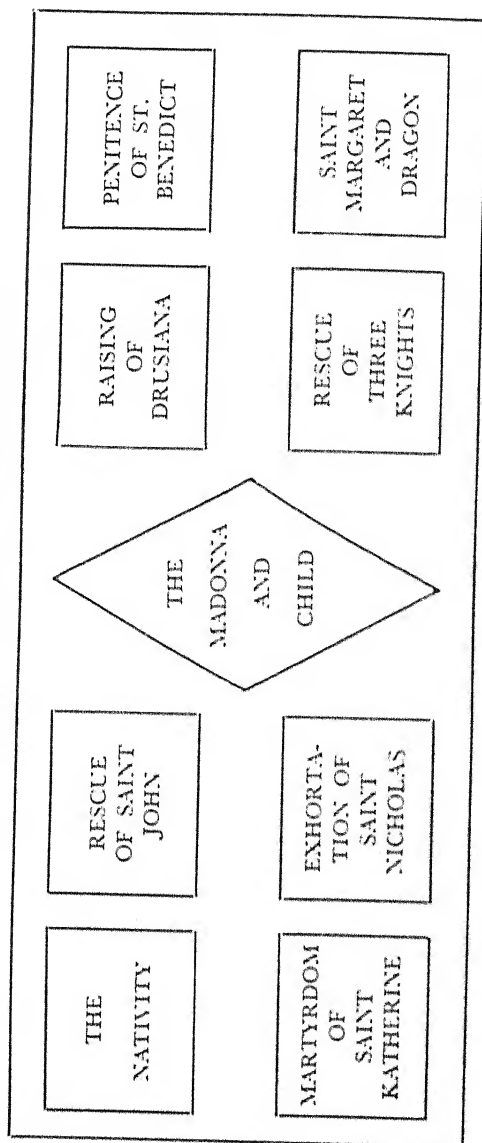 THE
NATIVITY
RESCUE
OF SAINT
JOHN
THE
MADONNA
AND
CHILD
RAISING
OF
DRUSIANA
PENITENCE
OF ST.
BENEDICT
MARTYRDOM
OF
SAINT
KATHERINE
EXHORTA-
TION OF
SAINT
NICHOLAS
RESCUE
OF
THREE
KNIGHTS
SAINT
MARGARET
AND
DRAGON